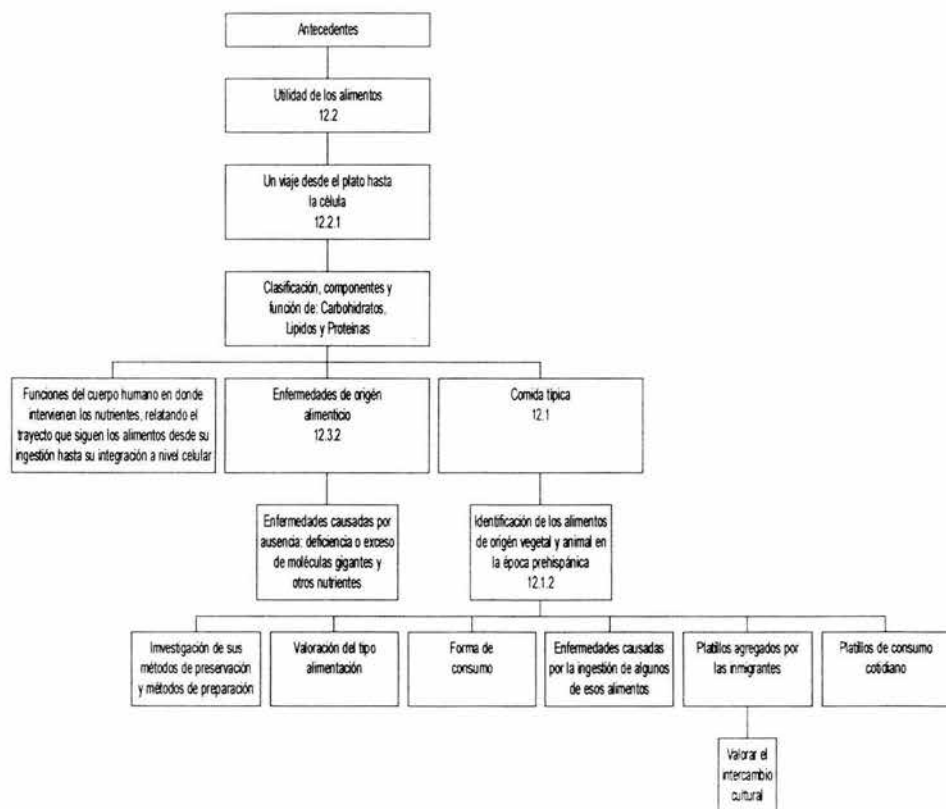 Antecedentes
Utilidad de los alimentos
12.2
Un viaje desde el plato hasta
la célula
12.2.1
Clasificación, componentes y
función de: Carbohidratos,
Lípidos y Proteínas
Funciones del cuerpo humano en donde
intervienen los nutrientes, relatando el
trayecto que siguen los alimentos desde su
ingestión hasta su integración a nivel celular
Enfermedades de origén
alimenticio
12.3.2
Comida típica
12.1
Enfermedades causadas por
ausencia: deficiencia o exceso
de moléculas gigantes y
otros nutrientes
Identificación de los alimentos
de origén vegetal y animal en
la época prehispánica
12.1.2
Imvestigación de sus
métodos de preservación
y métodos de preparación
Valoración del tipo
alimentación
Forma de
consumo
Enfermedades causadas
por la ingestión de algunos
de esos alimentos
Platillos agregados por
las inmigrantes
Platillos de consumo
cotidiano
Valorar el
intercambio
cultural